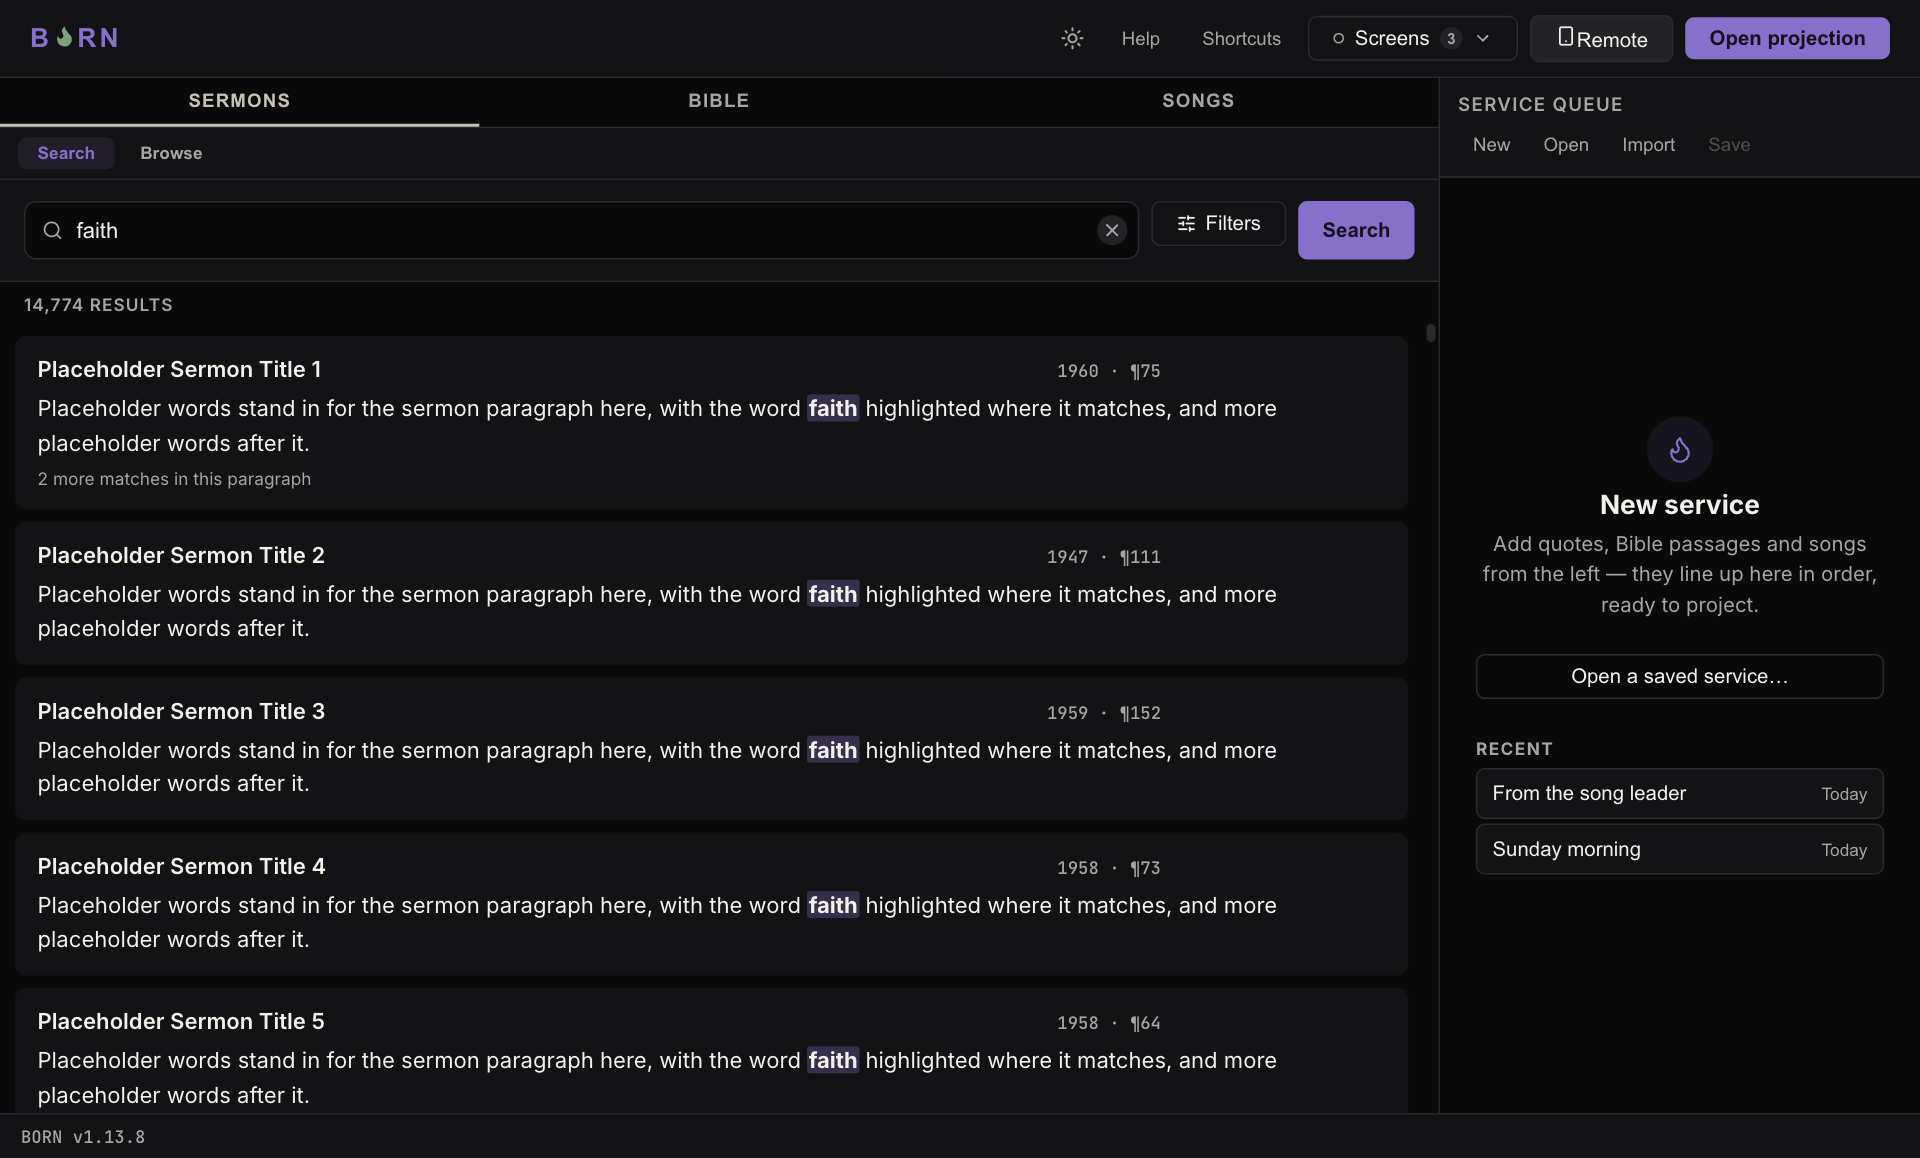 BORN
Help
Shortcuts
Screens 3
Remote
Open projection
SERMONS
BIBLE
SONGS
Search
Browse
faith
Filters
Search
14,774 RESULTS
Placeholder Sermon Title 1
1960 · ¶75
Placeholder words stand in for the sermon paragraph here, with the word faith highlighted where it matches, and more
placeholder words after it.
2 more matches in this paragraph
Placeholder Sermon Title 2
1947 · ¶111
Placeholder words stand in for the sermon paragraph here, with the word faith highlighted where it matches, and more
placeholder words after it.
Placeholder Sermon Title 3
1959 · ¶152
Placeholder words stand in for the sermon paragraph here, with the word faith highlighted where it matches, and more
placeholder words after it.
Placeholder Sermon Title 4
1958 · ¶73
Placeholder words stand in for the sermon paragraph here, with the word faith highlighted where it matches, and more
placeholder words after it.
Placeholder Sermon Title 5
1958 · ¶64
Placeholder words stand in for the sermon paragraph here, with the word faith highlighted where it matches, and more
placeholder words after it.
SERVICE QUEUE
New
Open
Import
Save
New service
Add quotes, Bible passages and songs
from the left — they line up here in order,
ready to project.
Open a saved service…
RECENT
From the song leader
Today
Sunday morning
Today
BORN v1.13.8